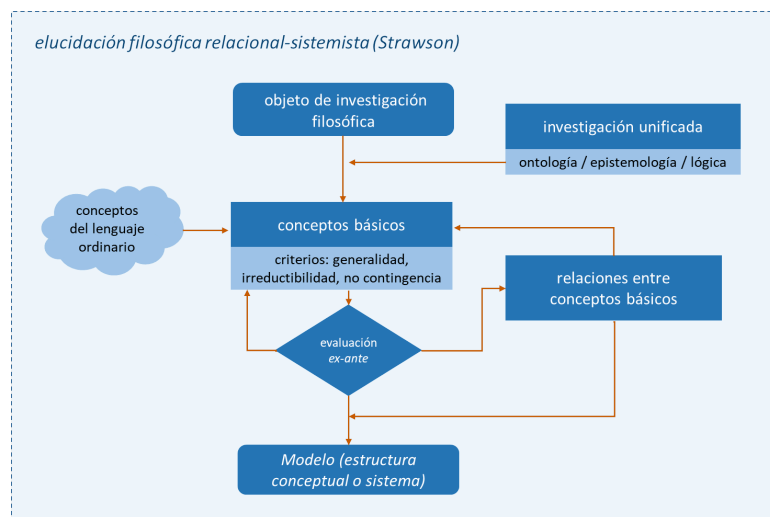 elucidación filosófica relacional-sistemista (Strawson)
objeto de investigación
filosófica
investigación unificada
ontología / epistemología / lógica
conceptos
del lenguaje
ordinario
conceptos básicos
criterios: generalidad,
irreductibilidad, no contingencia
relaciones entre
conceptos básicos
evaluación
ex-ante
Modelo (estructura
conceptual o sistema)